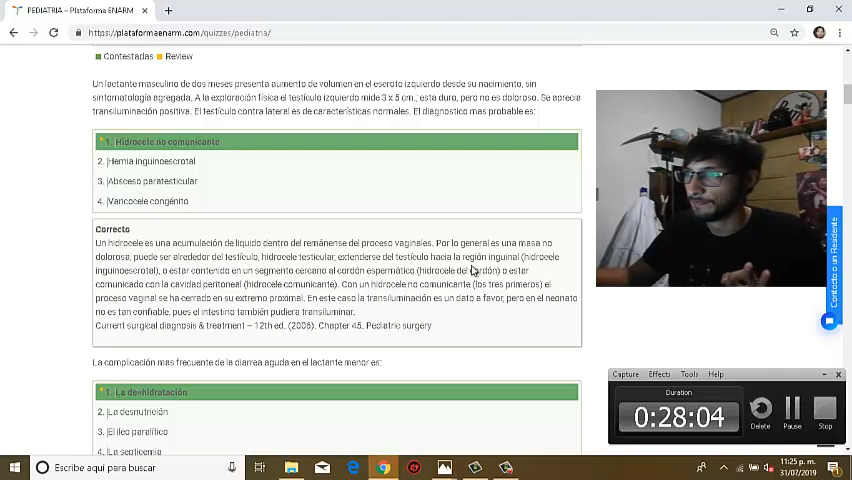 PEDIATRIA – Plataforma ENARM
https://plataformaenarm.com/quizzes/pediatria/
Contestadas Review
Un lactante masculino de dos meses presenta aumento de volumen en el escroto izquierdo desde su nacimiento, sin
sintomatología agregada. A la exploración física el testículo izquierdo mide 3 x 5 cm., esta duro, pero no es doloroso. Se aprecia
transiluminación positiva. El testículo contra lateral es de características normales. El diagnostico mas probable es:
1. Hidrocele no comunicante
2. Hernia inguinoescrotal
3. Absceso paratesticular
4. Varicocele congénito
Correcto
Un hidrocele es una acumulación de liquido dentro del remánense del proceso vaginales. Por lo general es una masa no
dolorosa, puede ser alrededor del testículo, hidrocele testicular, extenderse del testículo hacia la región inguinal (hidrocele
inguinoescrotal), o estar contenido en un segmento cercano al cordón espermático (hidrocele del cordón) o estar
comunicado con la cavidad peritoneal (hidrocele comunicante). Con un hidrocele no comunicante (los tres primeros) el
proceso vaginal se ha cerrado en su extremo proximal. En este caso la transiluminación es un dato a favor, pero en el neonato
no es tan confiable, pues el intestino también pudiera transiluminar.
Current surgical diagnosis & treatment – 12th ed. (2006). Chapter 45. Pediatric surgery
La complicación mas frecuente de la diarrea aguda en el lactante menor es:
1. La deshidratación
2. La desnutrición
3. El íleo paralítico
4. La septicemia
Contacto a un Residente
Capture Effects Tools Help
Duration
0:28:04
Delete Pause Stop
Escribe aquí para buscar
11:25 p. m.
31/07/2019